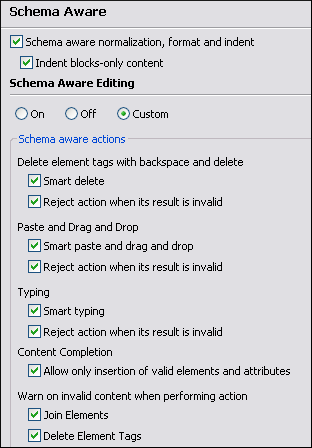 Schema Aware
Schema aware normalization, format and indent
Indent blocks-only content
Schema Aware Editing
On Off Custom
Schema aware actions
Delete element tags with backspace and delete
Smart delete
Reject action when its result is invalid
Paste and Drag and Drop
Smart paste and drag and drop
Reject action when its result is invalid
Typing
Smart typing
Reject action when its result is invalid
Content Completion
Allow only insertion of valid elements and attributes
Warn on invalid content when performing action
Join Elements
Delete Element Tags